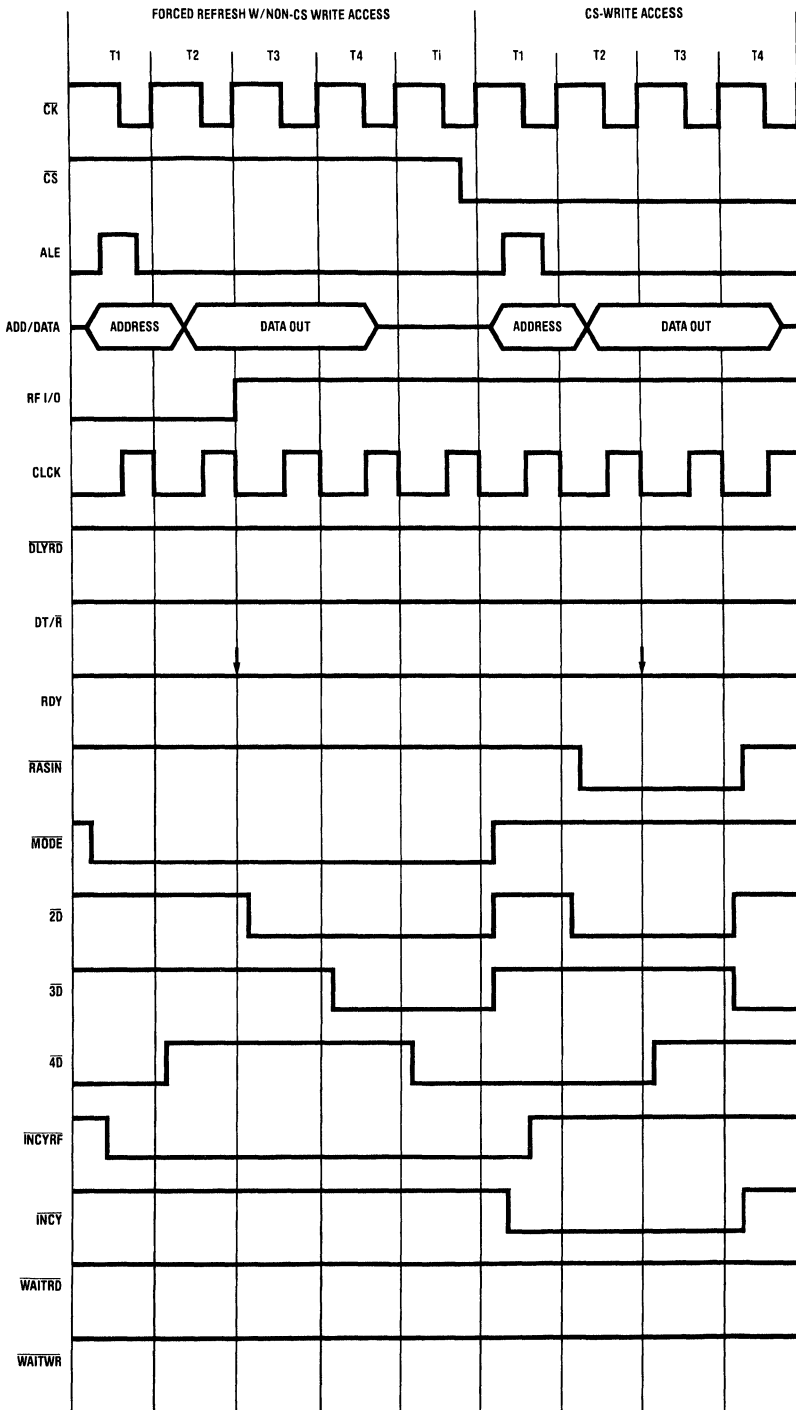 FORCED REFRESH W/NON-CS WRITE ACCESS CS-WRITE ACCESS
T1 T2 T3 T4 Ti T1 T2 T3 T4
CK
CS
ALE
ADD/DATA ADDRESS DATA OUT ADDRESS DATA OUT
RF I/O
CLCK
DLYRD
DT/R
RDY
RASIN
MODE
2D
3D
4D
INCYRF
INCY
WAITRD
WAITWR